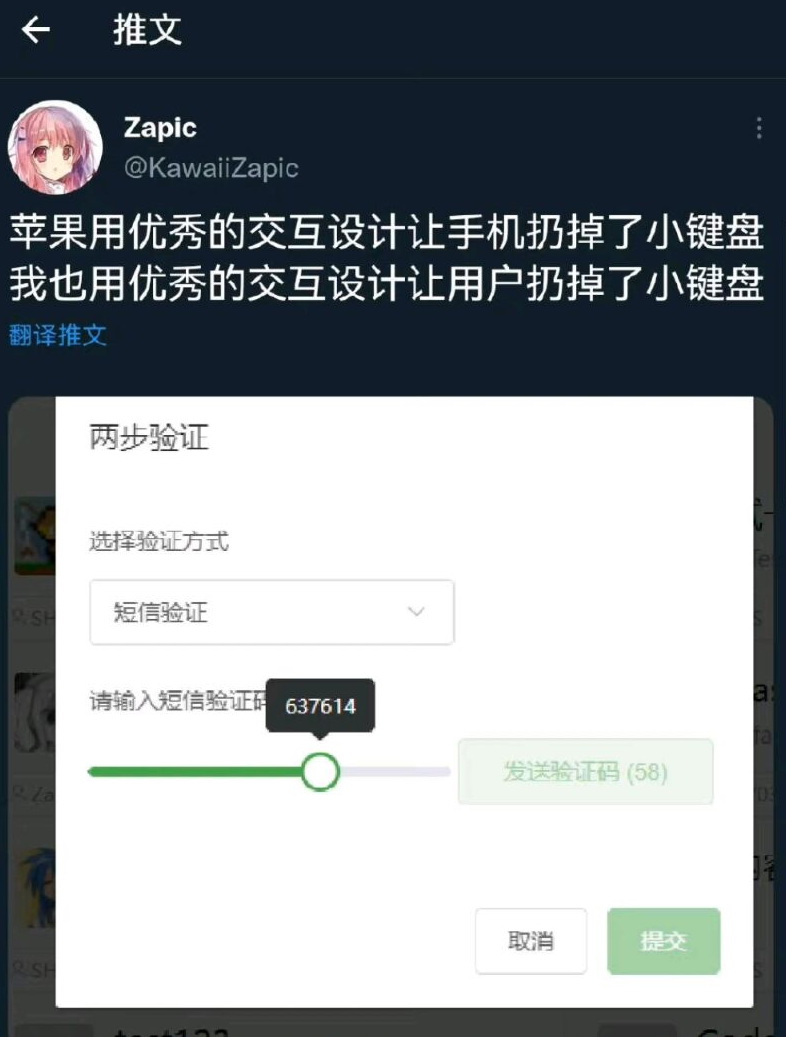 推文
Zapic
@KawaiiZapic
苹果用优秀的交互设计让手机扔掉了小键盘
我也用优秀的交互设计让用户扔掉了小键盘
翻译推文
两步验证
选择验证方式
短信验证
请输入短信验证码
637614
发送验证码 (58)
取消
提交